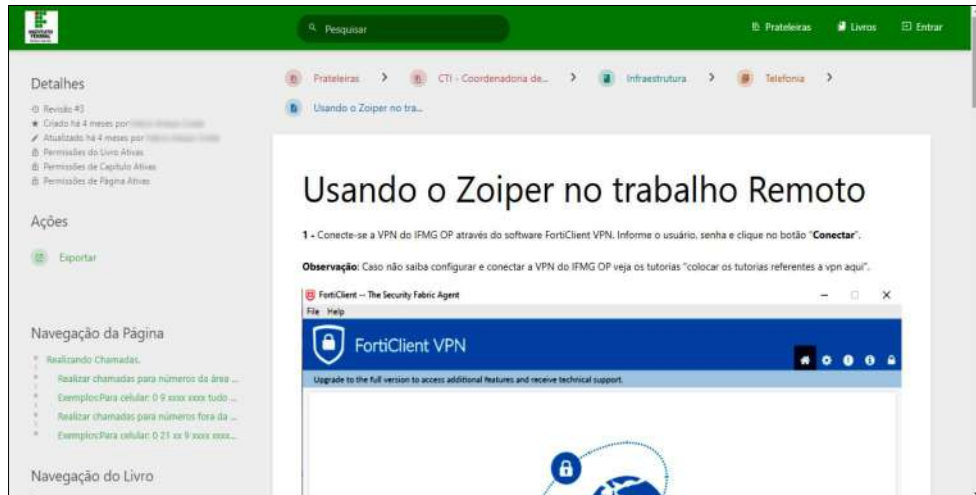 INSTITUTO
FEDERAL
Pesquisar
Prateleiras
Livros
Entrar
Detalhes
Revisão #3
Criado há 4 meses por
Atualizado há 4 meses por
Permissões do Livro Ativas
Permissões de Capítulo Ativas
Permissões de Página Ativas
Ações
Exportar
Navegação da Página
Realizando Chamadas.
Realizar chamadas para números da área ...
Exemplos:Para celular: 0 9 xxxx xxxx tudo ...
Realizar chamadas para números fora da ...
Exemplos:Para celular: 0 21 xx 9 xxxx xxxx...
Navegação do Livro
Prateleiras > CTI - Coordenadoria de... > Infraestrutura > Telefonia >
Usando o Zoiper no tra...
Usando o Zoiper no trabalho Remoto
1 - Conecte-se a VPN do IFMG OP através do software FortiClient VPN. Informe o usuário, senha e clique no botão "Conectar".
Observação: Caso não saiba configurar e conectar a VPN do IFMG OP veja os tutorias "colocar os tutorias referentes a vpn aqui".
FortiClient -- The Security Fabric Agent
File Help
FortiClient VPN
Upgrade to the full version to access additional features and receive technical support.